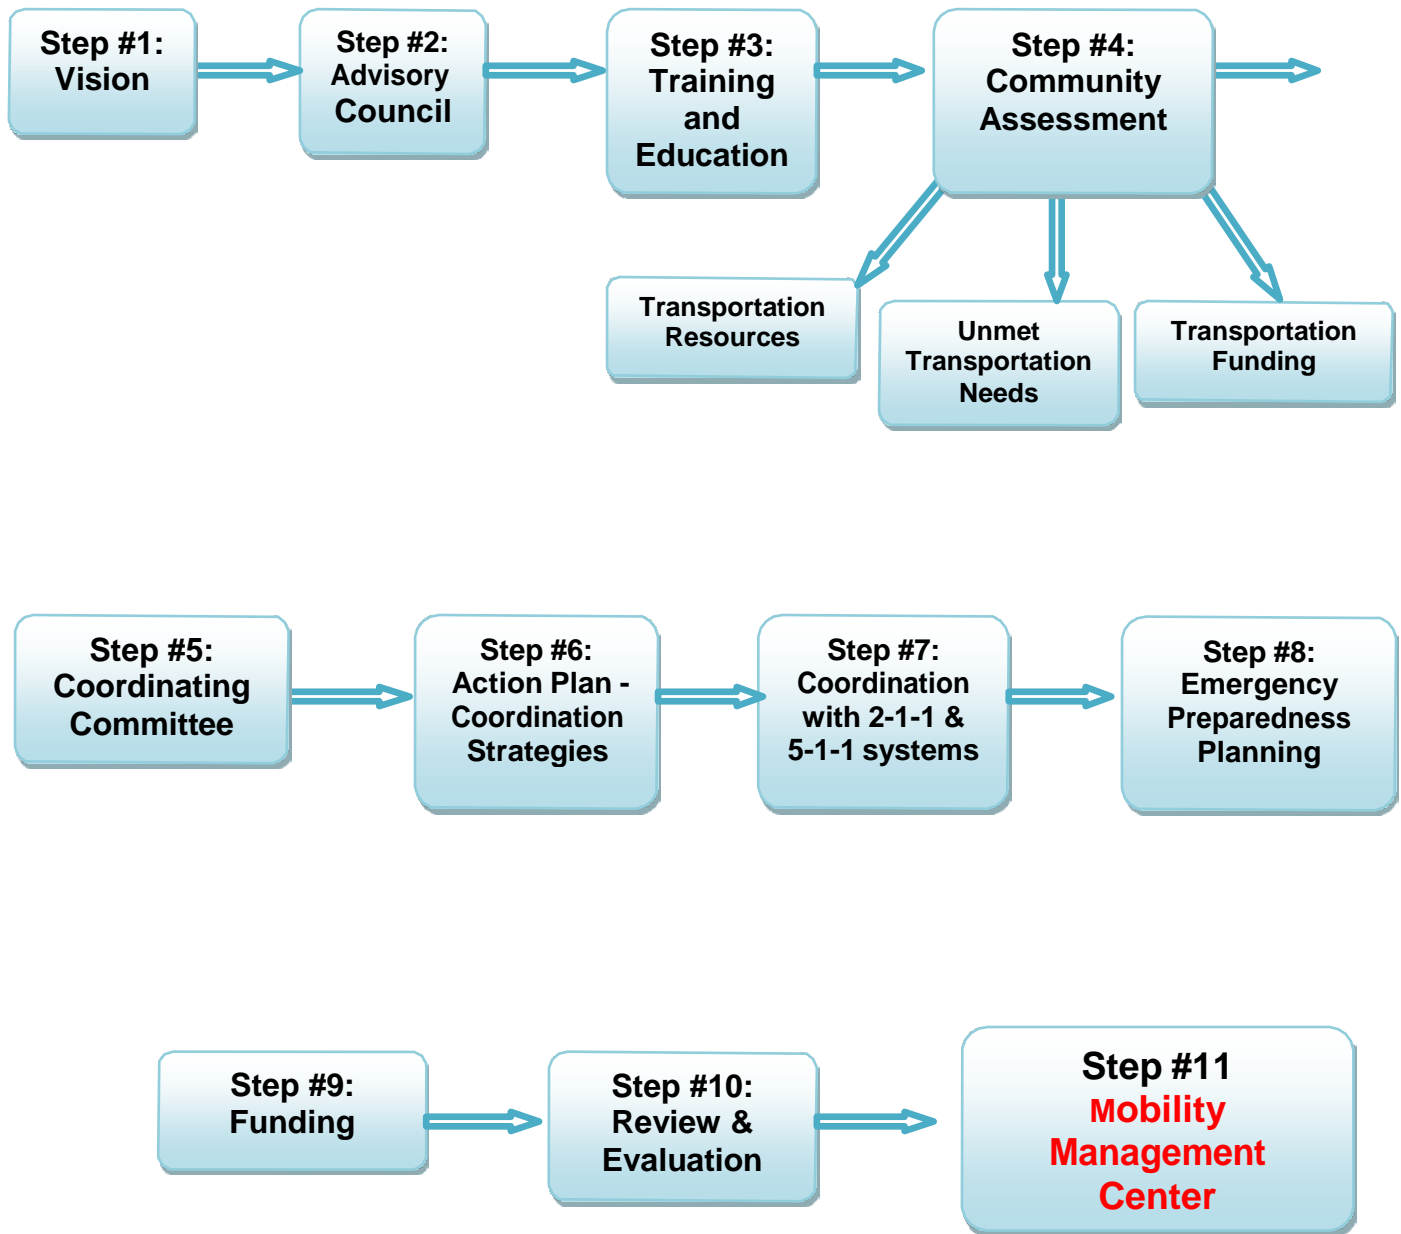 Step #1:
Vision
Step #2:
Advisory
Council
Step #3:
Training
and
Education
Step #4:
Community
Assessment
Transportation
Resources
Unmet
Transportation
Needs
Transportation
Funding
Step #5:
Coordinating
Committee
Step #6:
Action Plan -
Coordination
Strategies
Step #7:
Coordination
with 2-1-1 &
5-1-1 systems
Step #8:
Emergency
Preparedness
Planning
Step #9:
Funding
Step #10:
Review &
Evaluation
Step #11
Mobility
Management
Center